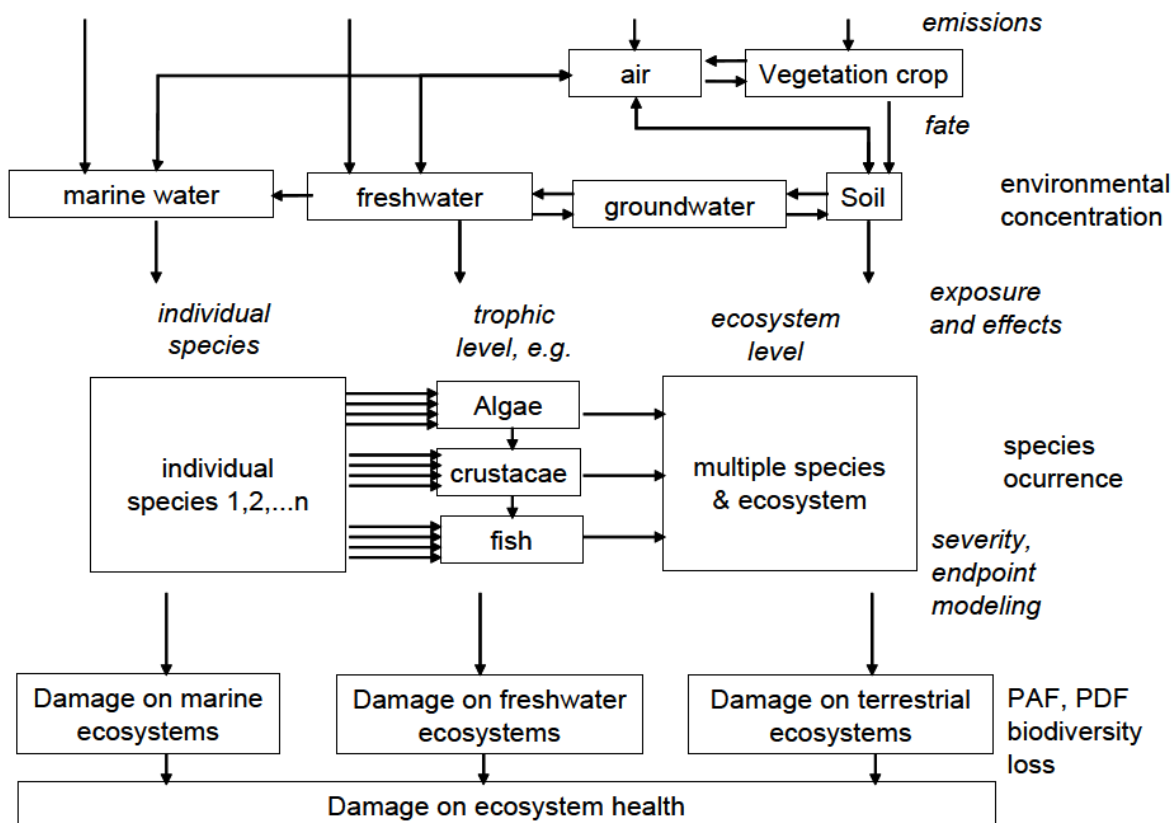 emissions
air
Vegetation crop
fate
marine water
freshwater
groundwater
Soil
environmental
concentration
individual
species
trophic
level, e.g.
ecosystem
level
exposure
and effects
individual
species 1,2,...n
Algae
crustacae
fish
multiple species
& ecosystem
species
ocurrence
severity,
endpoint
modeling
Damage on marine
ecosystems
Damage on freshwater
ecosystems
Damage on terrestrial
ecosystems
PAF, PDF
biodiversity
loss
Damage on ecosystem health